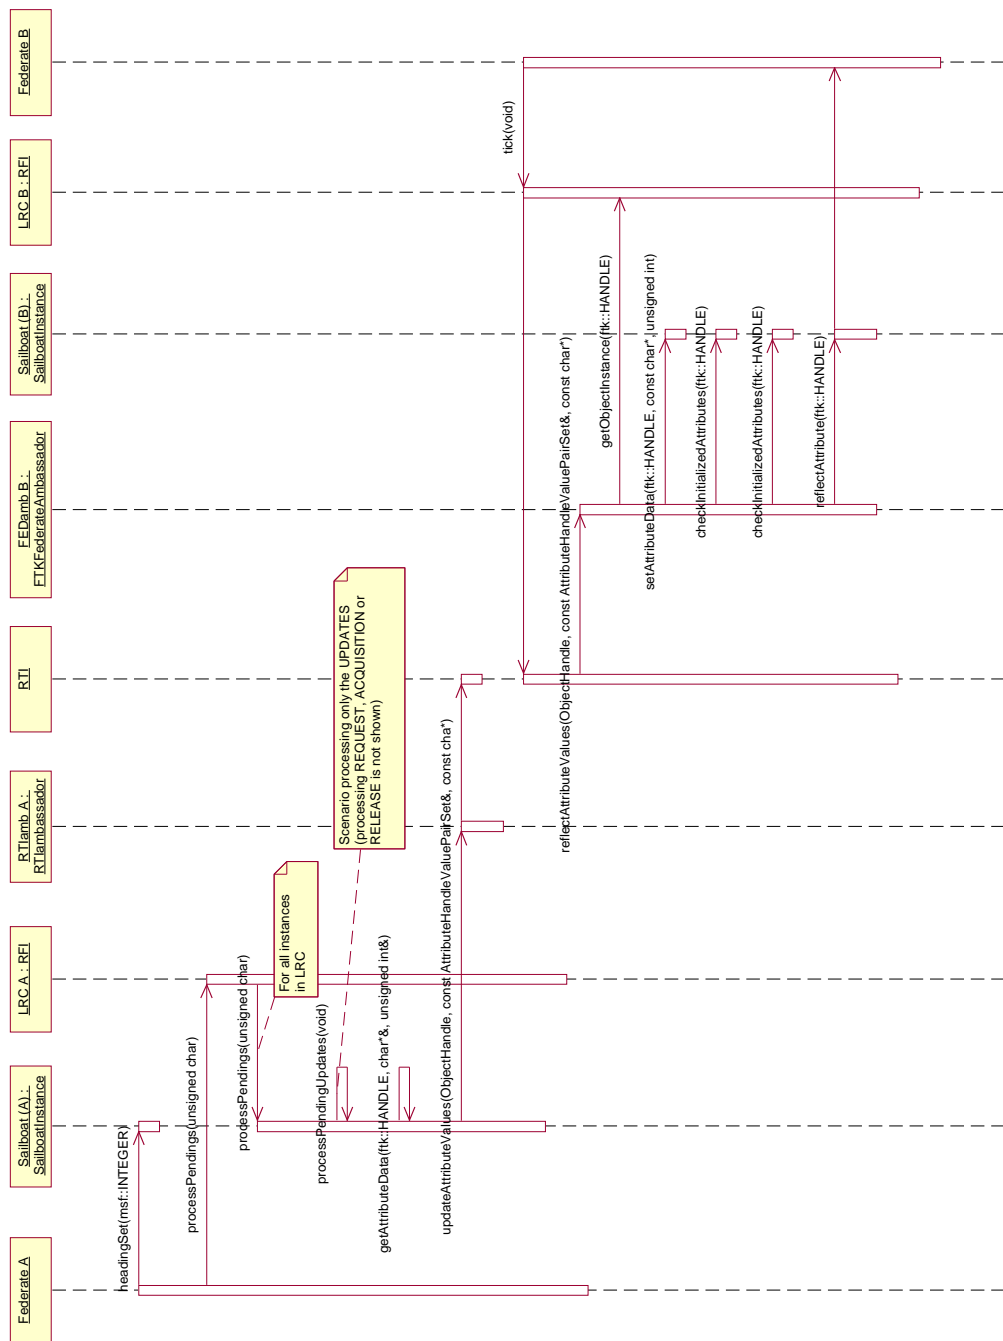 Federate A
Sailboat (A) :
SailboatInstance
LRC A : RFI
RTIamb A :
RTIambassador
RTI
FEDamb B :
FTKFederateAmbassador
Sailboat (B) :
SailboatInstance
LRC B : RFI
Federate B
headingSet(msf::INTEGER)
processPendings(unsigned char)
processPendings(unsigned char)
For all instances
in LRC
processPendingUpdates(void)
Scenario processing only the UPDATES
(processing REQUEST, ACQUISITION or
RELEASE is not shown)
getAttributeData(ftk::HANDLE, char*&, unsigned int&)
updateAttributeValues(ObjectHandle, const AttributeHandleValuePairSet&, const cha*)
tick(void)
reflectAttributeValues(ObjectHandle, const AttributeHandleValuePairSet&, const char*)
getObjectInstance(ftk::HANDLE)
setAttributeData(ftk::HANDLE, const char*, unsigned int)
checkInitializedAttributes(ftk::HANDLE)
checkInitializedAttributes(ftk::HANDLE)
reflectAttribute(ftk::HANDLE)